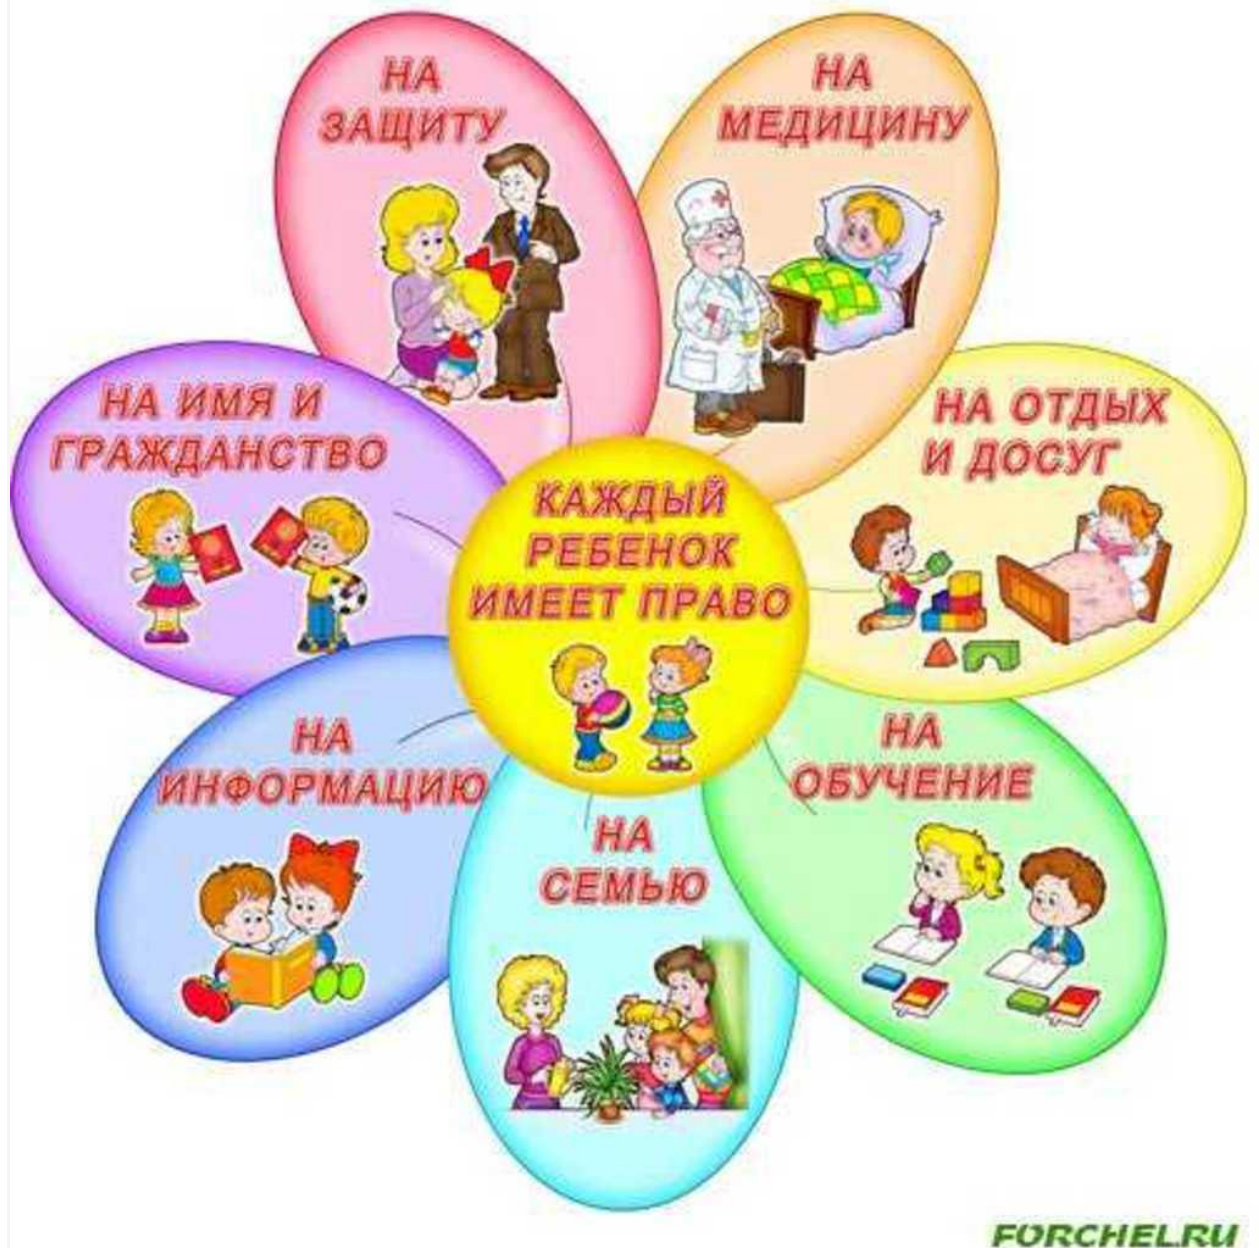 НА
ЗАЩИТУ
НА
МЕДИЦИНУ
НА ИМЯ И
ГРАЖДАНСТВО
НА ОТДЫХ
И ДОСУГ
КАЖДЫЙ
РЕБЕНОК
ИМЕЕТ ПРАВО
НА
ИНФОРМАЦИЮ
НА
ОБУЧЕНИЕ
НА
СЕМЬЮ
FORCHEL.RU